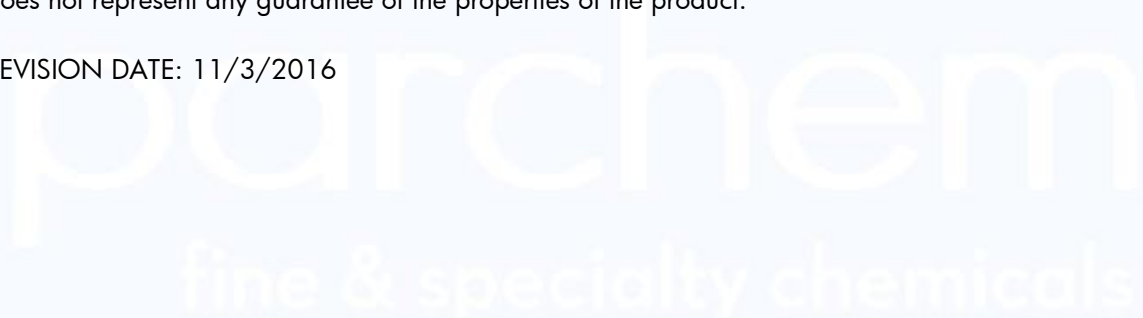 oes not represent any guarantee of the properties of the product.
EVISION DATE: 11/3/2016
parchem
fine & specialty chemicals